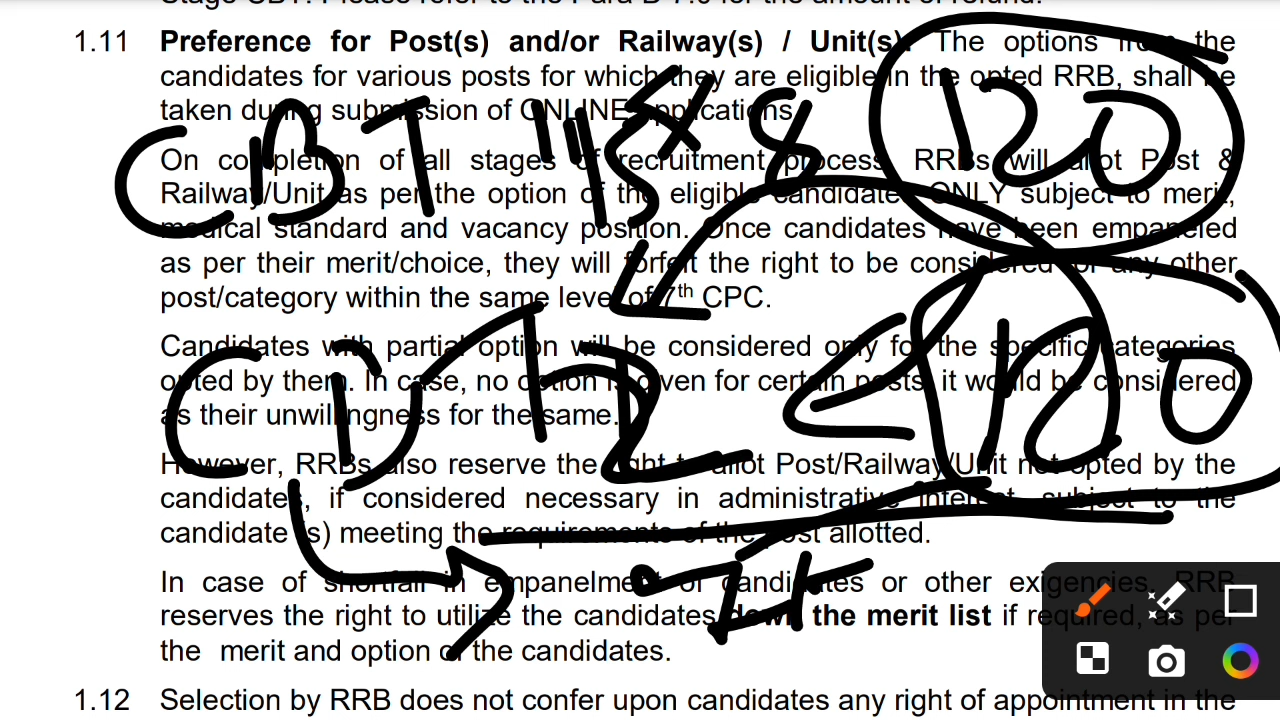 1.11 Preference for Post(s) and/or Railway(s) / Unit(s). The options from the
candidates for various posts for which they are eligible in the opted RRB, shall be
taken during submission of ONLINE applications.
On completion of all stages of recruitment process, RRBs will allot Post &
Railway/Unit as per the option of the eligible candidates ONLY subject to merit,
medical standard and vacancy position. Once candidates have been empaneled
as per their merit/choice, they will forfeit the right to be considered for any other
post/category within the same level of 7th CPC.
Candidates with partial option will be considered only for the specific categories
opted by them. In case, no option is given for certain posts, it would be considered
as their unwillingness for the same.
However, RRBs also reserve the right to allot Post/Railway/Unit not opted by the
candidates, if considered necessary in administrative interest subject to the
candidate(s) meeting the requirements of the post allotted.
In case of shortfall in empanelment of candidates or other exigencies, RRB
reserves the right to utilize the candidates down the merit list if required, as per
the merit and option of the candidates.
1.12 Selection by RRB does not confer upon candidates any right of appointment in the
CBT
120